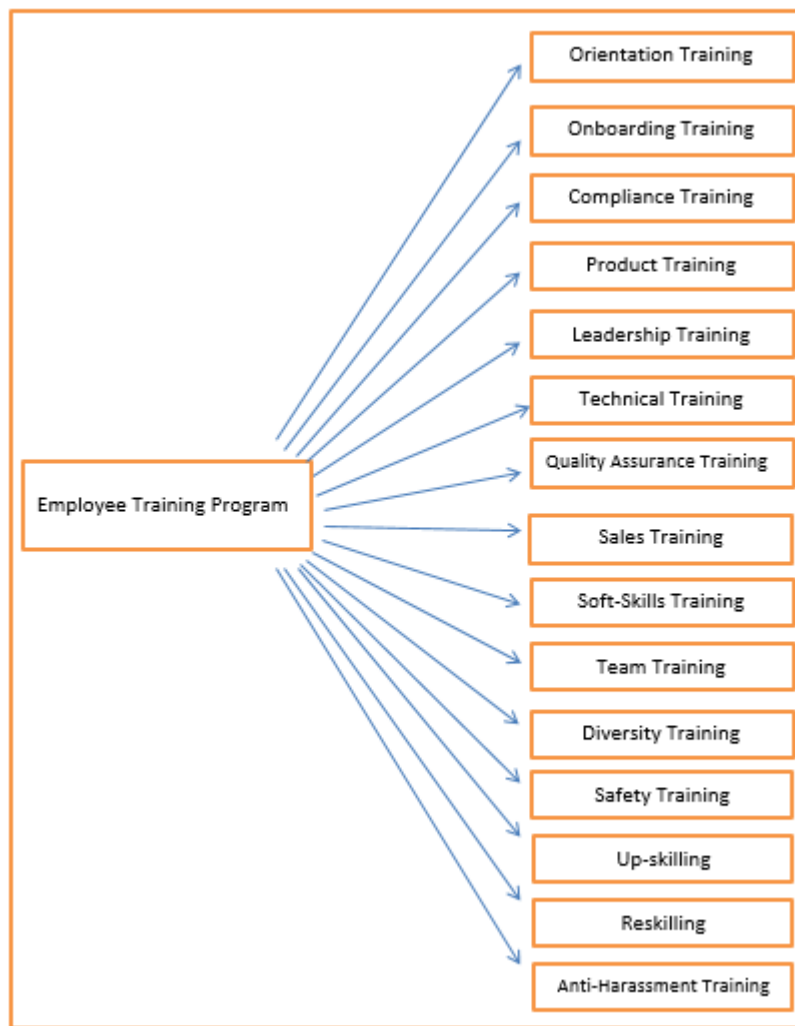 Orientation Training
Onboarding Training
Compliance Training
Product Training
Leadership Training
Technical Training
Quality Assurance Training
Employee Training Program
Sales Training
Soft-Skills Training
Team Training
Diversity Training
Safety Training
Up-skilling
Reskilling
Anti-Harassment Training